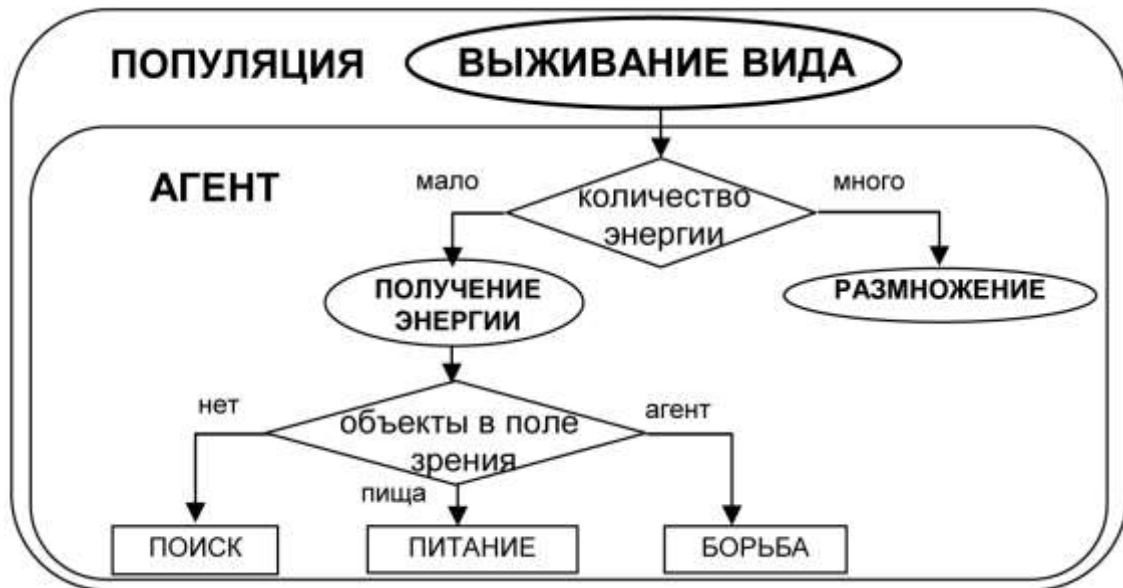 ПОПУЛЯЦИЯ
ВЫЖИВАНИЕ ВИДА
АГЕНТ
мало
количество
энергии
много
ПОЛУЧЕНИЕ
ЭНЕРГИИ
РАЗМНОЖЕНИЕ
нет
объекты в поле
зрения
агент
пища
ПОИСК
ПИТАНИЕ
БОРЬБА